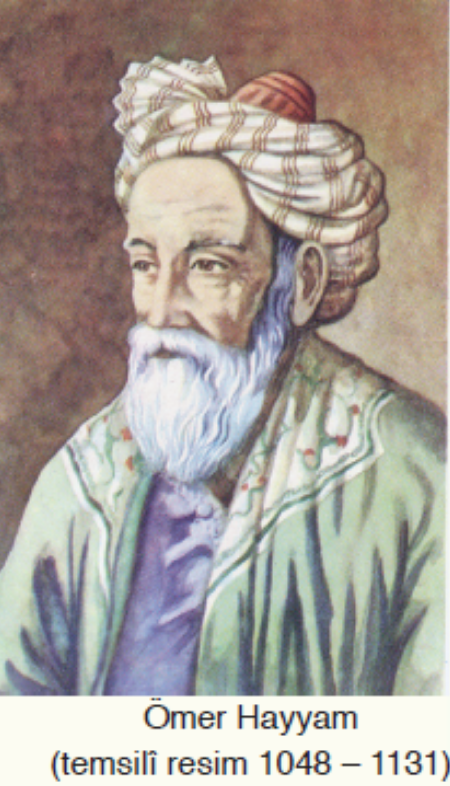 Ömer Hayyam
(temsilî resim 1048 – 1131)